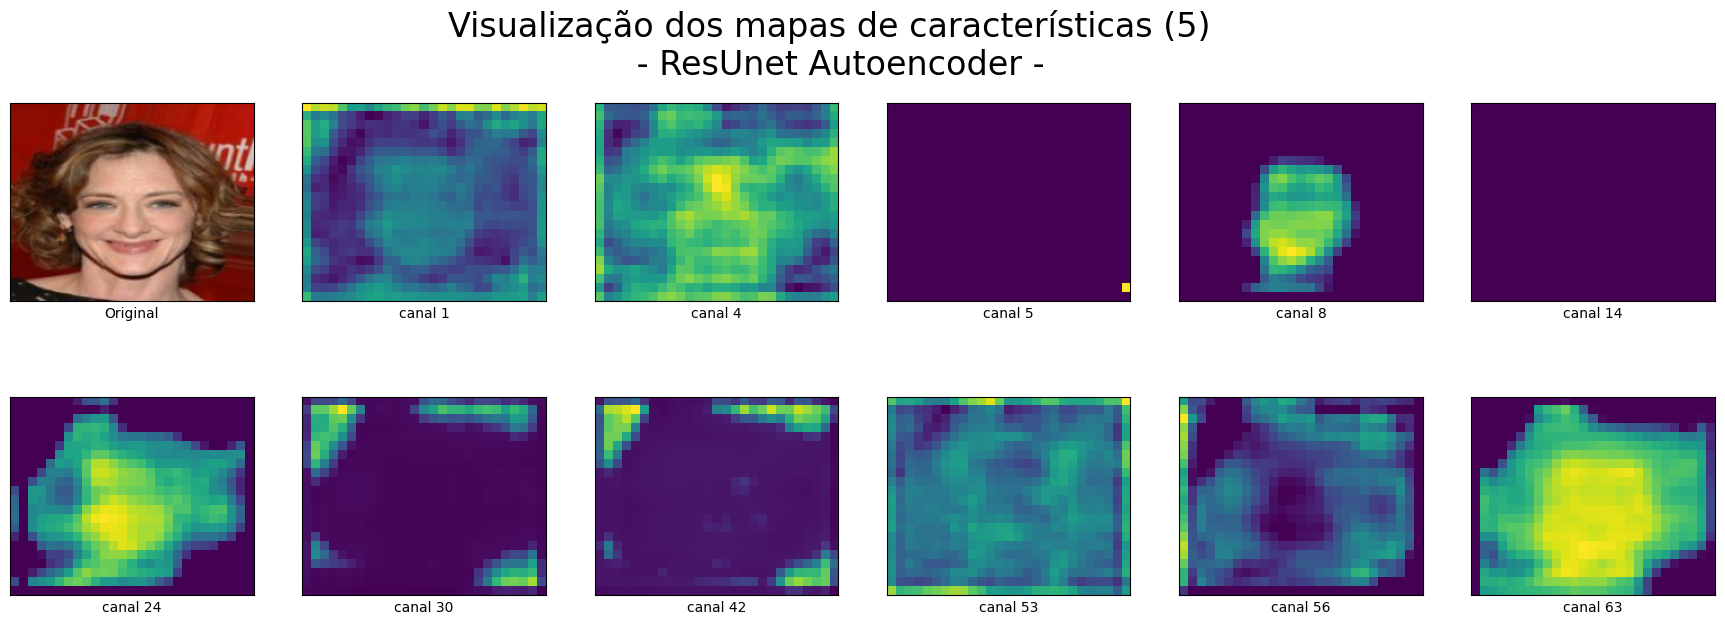 Visualização dos mapas de características (5)
- ResUnet Autoencoder -
Original
canal 1
canal 4
canal 5
canal 8
canal 14
canal 24
canal 30
canal 42
canal 53
canal 56
canal 63